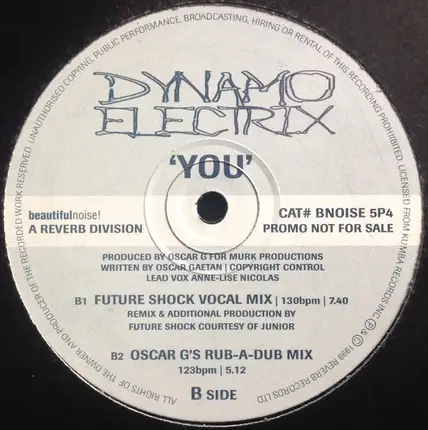 ALL RIGHTS OF THE OWNER AND PRODUCER OF THE RECORDED WORK RESERVED. UNAUTHORISED COPYING, PUBLIC PERFORMANCE, BROADCASTING, HIRING OR RENTAL OF THIS RECORDING PROHIBITED. LICENSED FROM KUMBA RECORDS INC Ⓟ & © 1999 REVERB RECORDS LTD
DYNAMO
ELECTRIX
'YOU'
beautifulnoise!
A REVERB DIVISION
CAT# BNOISE 5P4
PROMO NOT FOR SALE
PRODUCED BY OSCAR G FOR MURK PRODUCTIONS
WRITTEN BY OSCAR GAETAN | COPYRIGHT CONTROL
LEAD VOX ANNE-LISE NICOLAS
B1 FUTURE SHOCK VOCAL MIX | 130bpm | 7.40
REMIX & ADDITIONAL PRODUCTION BY
FUTURE SHOCK COURTESY OF JUNIOR
B2 OSCAR G'S RUB-A-DUB MIX
123bpm | 5.12
B SIDE